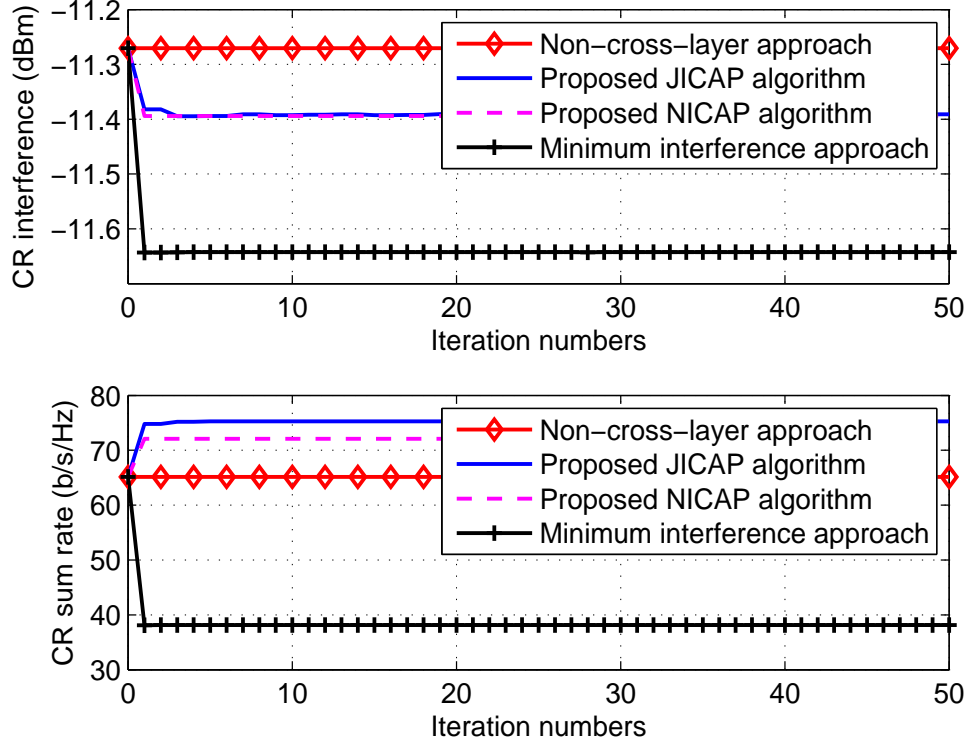 −11.2
−11.3
−11.4
−11.5
−11.6
CR interference (dBm)
Non−cross−layer approach
Proposed JICAP algorithm
Proposed NICAP algorithm
Minimum interference approach
0 10 20 30 40 50
Iteration numbers
80
70
60
50
40
30
CR sum rate (b/s/Hz)
Non−cross−layer approach
Proposed JICAP algorithm
Proposed NICAP algorithm
Minimum interference approach
0 10 20 30 40 50
Iteration numbers